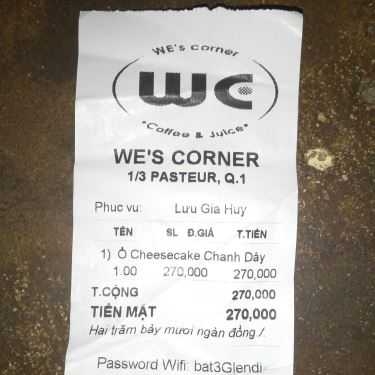 WE's corner
WC
•Coffee & Juice•
WE'S CORNER
1/3 PASTEUR, Q.1
Phuc vu: Lưu Gia Huy
TÊN SL Đ.GIÁ T.TIỀN
1) Ổ Cheesecake Chanh Dây
1.00 270,000 270,000
T.CỘNG 270,000
TIỀN MẶT 270,000
Hai trăm bảy mươi ngàn đồng /.
Password Wifi: bat3Glendi